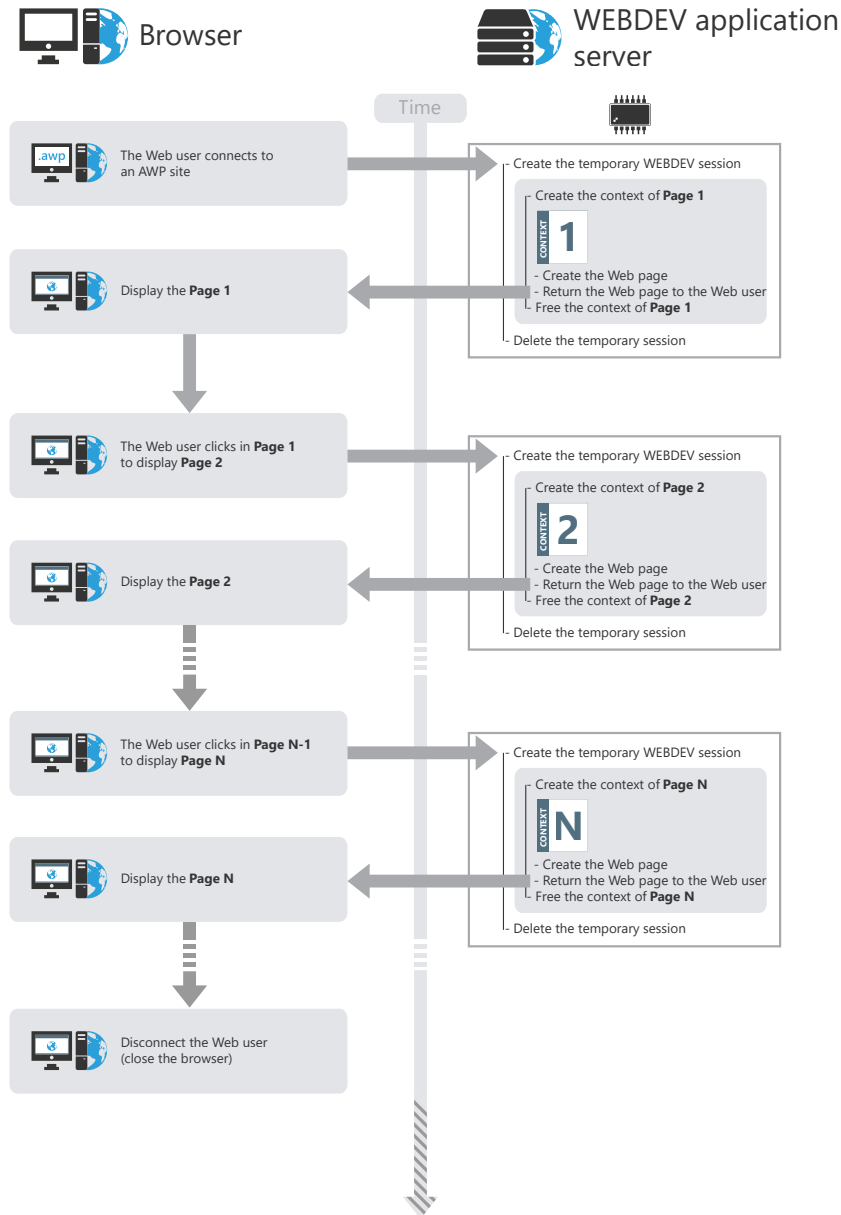 Browser
WEBDEV application
server
Time
.awp
The Web user connects to
an AWP site
- Create the temporary WEBDEV session
- Create the context of Page 1
CONTEXT
1
- Create the Web page
- Return the Web page to the Web user
- Free the context of Page 1
- Delete the temporary session
Display the Page 1
The Web user clicks in Page 1
to display Page 2
- Create the temporary WEBDEV session
- Create the context of Page 2
CONTEXT
2
- Create the Web page
- Return the Web page to the Web user
- Free the context of Page 2
- Delete the temporary session
Display the Page 2
The Web user clicks in Page N-1
to display Page N
- Create the temporary WEBDEV session
- Create the context of Page N
CONTEXT
N
- Create the Web page
- Return the Web page to the Web user
- Free the context of Page N
- Delete the temporary session
Display the Page N
Disconnect the Web user
(close the browser)